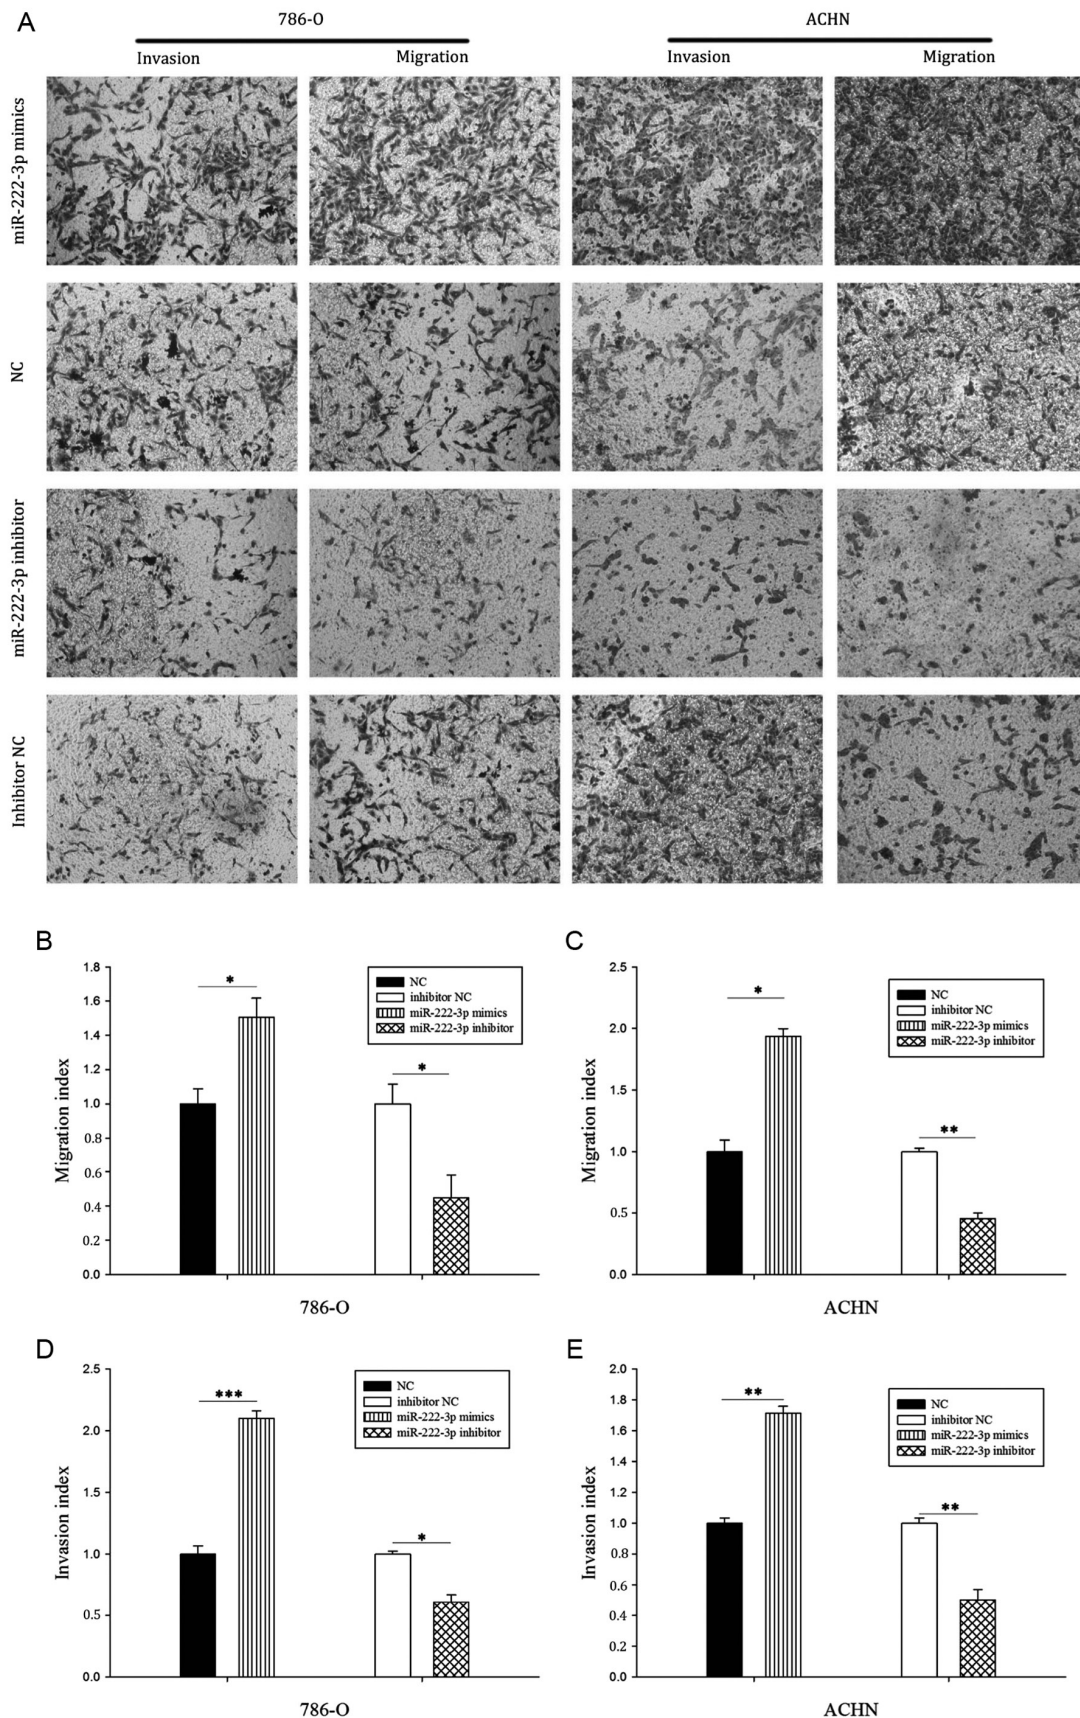 A
786-O
ACHN
Invasion
Migration
Invasion
Migration
miR-222-3p mimics
NC
miR-222-3p inhibitor
Inhibitor NC
B
Migration index
1.8
1.6
1.4
1.2
1.0
0.8
0.6
0.4
0.2
0.0
*
*
NC
inhibitor NC
miR-222-3p mimics
miR-222-3p inhibitor
786-O
C
Migration index
2.5
2.0
1.5
1.0
0.5
0.0
*
**
NC
inhibitor NC
miR-222-3p mimics
miR-222-3p inhibitor
ACHN
D
Invasion index
2.5
2.0
1.5
1.0
0.5
0.0
***
*
NC
inhibitor NC
miR-222-3p mimics
miR-222-3p inhibitor
786-O
E
Invasion index
2.0
1.8
1.6
1.4
1.2
1.0
0.8
0.6
0.4
0.2
0.0
**
**
NC
inhibitor NC
miR-222-3p mimics
miR-222-3p inhibitor
ACHN